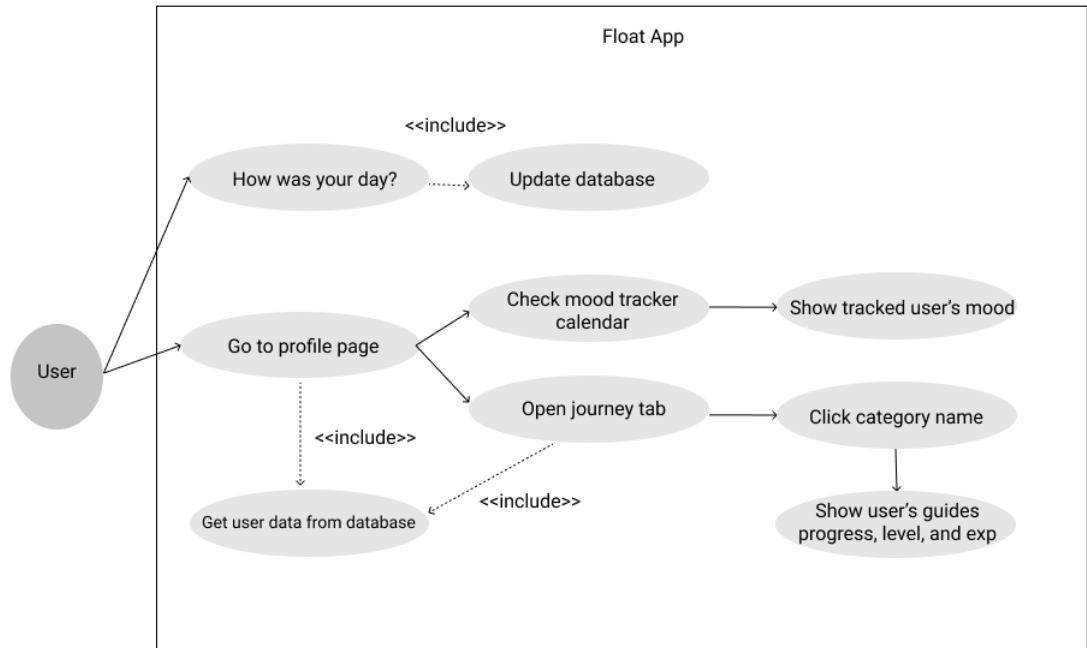 Float App
<<include>>
How was your day?
Update database
Check mood tracker
calendar
Show tracked user's mood
User
Go to profile page
Open journey tab
Click category name
<<include>>
<<include>>
Get user data from database
Show user's guides
progress, level, and exp